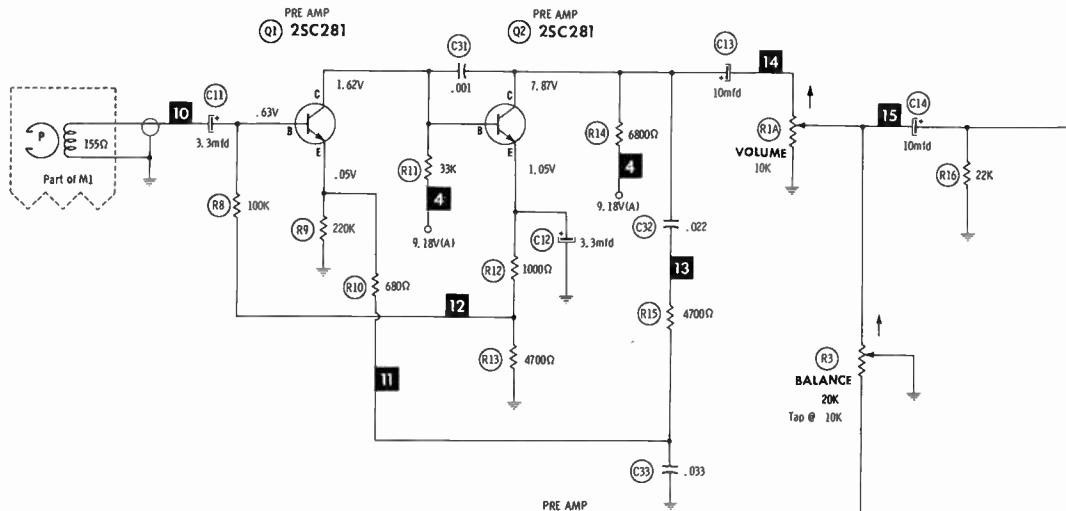 PRE AMP
Q1 2SC281
PRE AMP
Q2 2SC281
C31
.001
C13
10mfd
14
1.62V
7.87V
C
C
B
B
E
E
P
155Ω
Part of M1
10
C11
3.3mfd
.63V
.05V
1.05V
R11
33K
4
9.18V(A)
R14
6800Ω
4
9.18V(A)
R1A
VOLUME
10K
15
C14
10mfd
R16
22K
R8
100K
R9
220K
C12
3.3mfd
C32
.022
R10
680Ω
R12
1000Ω
13
12
R15
4700Ω
R13
4700Ω
11
R3
BALANCE
20K
Tap @ 10K
C33
.033
PRE AMP